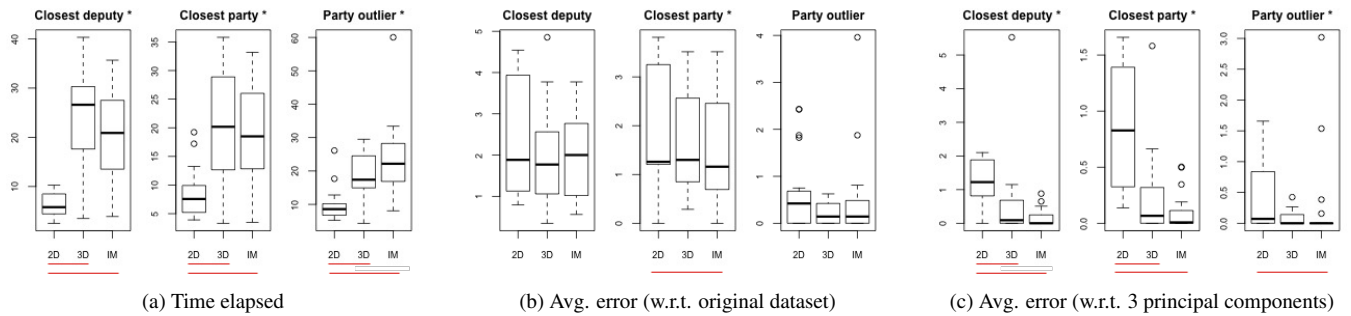 Closest deputy *
Closest party *
Party outlier *
Closest deputy
Closest party *
Party outlier
Closest deputy *
Closest party *
Party outlier *
10 20 30 40
5 10 15 20 25 30 35
10 20 30 40 50 60
1 2 3 4 5
0 1 2 3
0 1 2 3 4
0 1 2 3 4 5
0.0 0.5 1.0 1.5
0.0 0.5 1.0 1.5 2.0 2.5 3.0
2D 3D IM
2D 3D IM
2D 3D IM
2D 3D IM
2D 3D IM
2D 3D IM
2D 3D IM
2D 3D IM
2D 3D IM
(a) Time elapsed
(b) Avg. error (w.r.t. original dataset)
(c) Avg. error (w.r.t. 3 principal components)